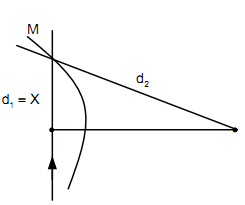 M
d₂
d₁ = X